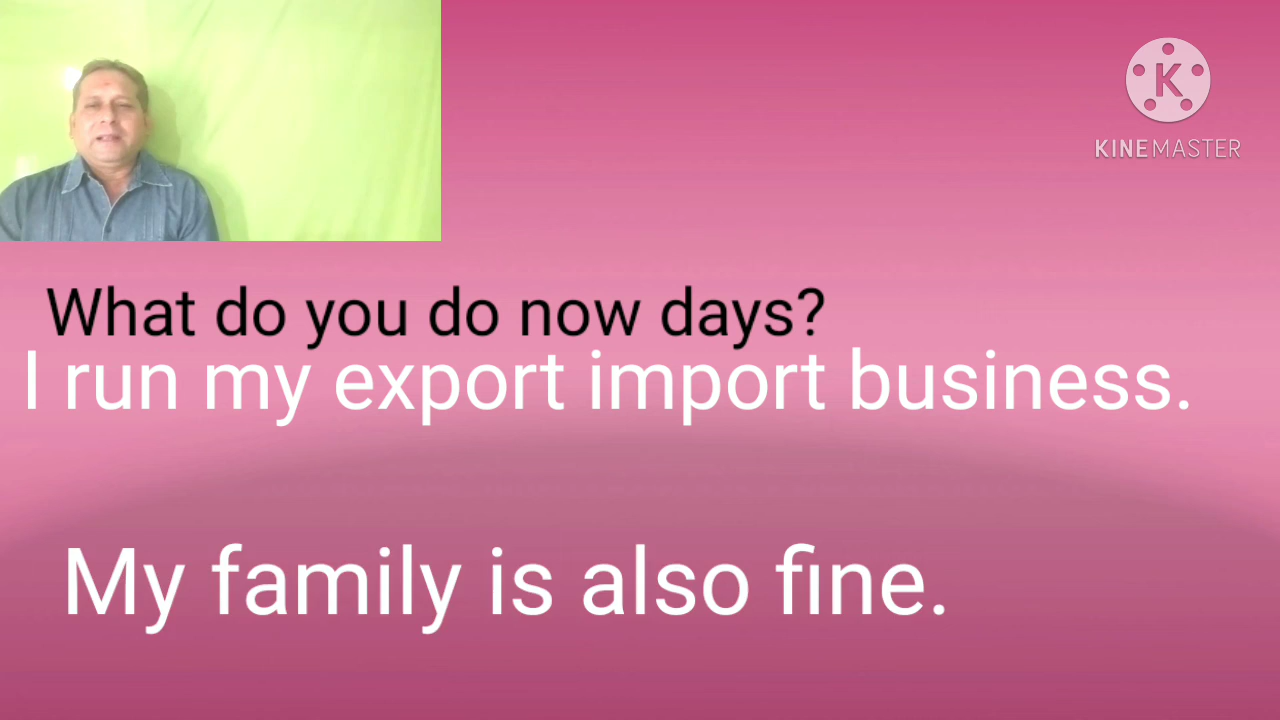 K
KINEMASTER
What do you do now days?
I run my export import business.
My family is also fine.